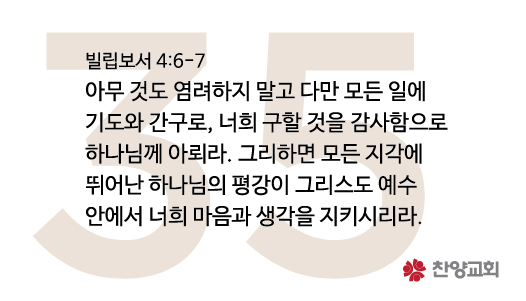 35
빌립보서 4:6-7
아무 것도 염려하지 말고 다만 모든 일에
기도와 간구로, 너희 구할 것을 감사함으로
하나님께 아뢰라. 그리하면 모든 지각에
뛰어난 하나님의 평강이 그리스도 예수
안에서 너희 마음과 생각을 지키시리라.
찬양교회